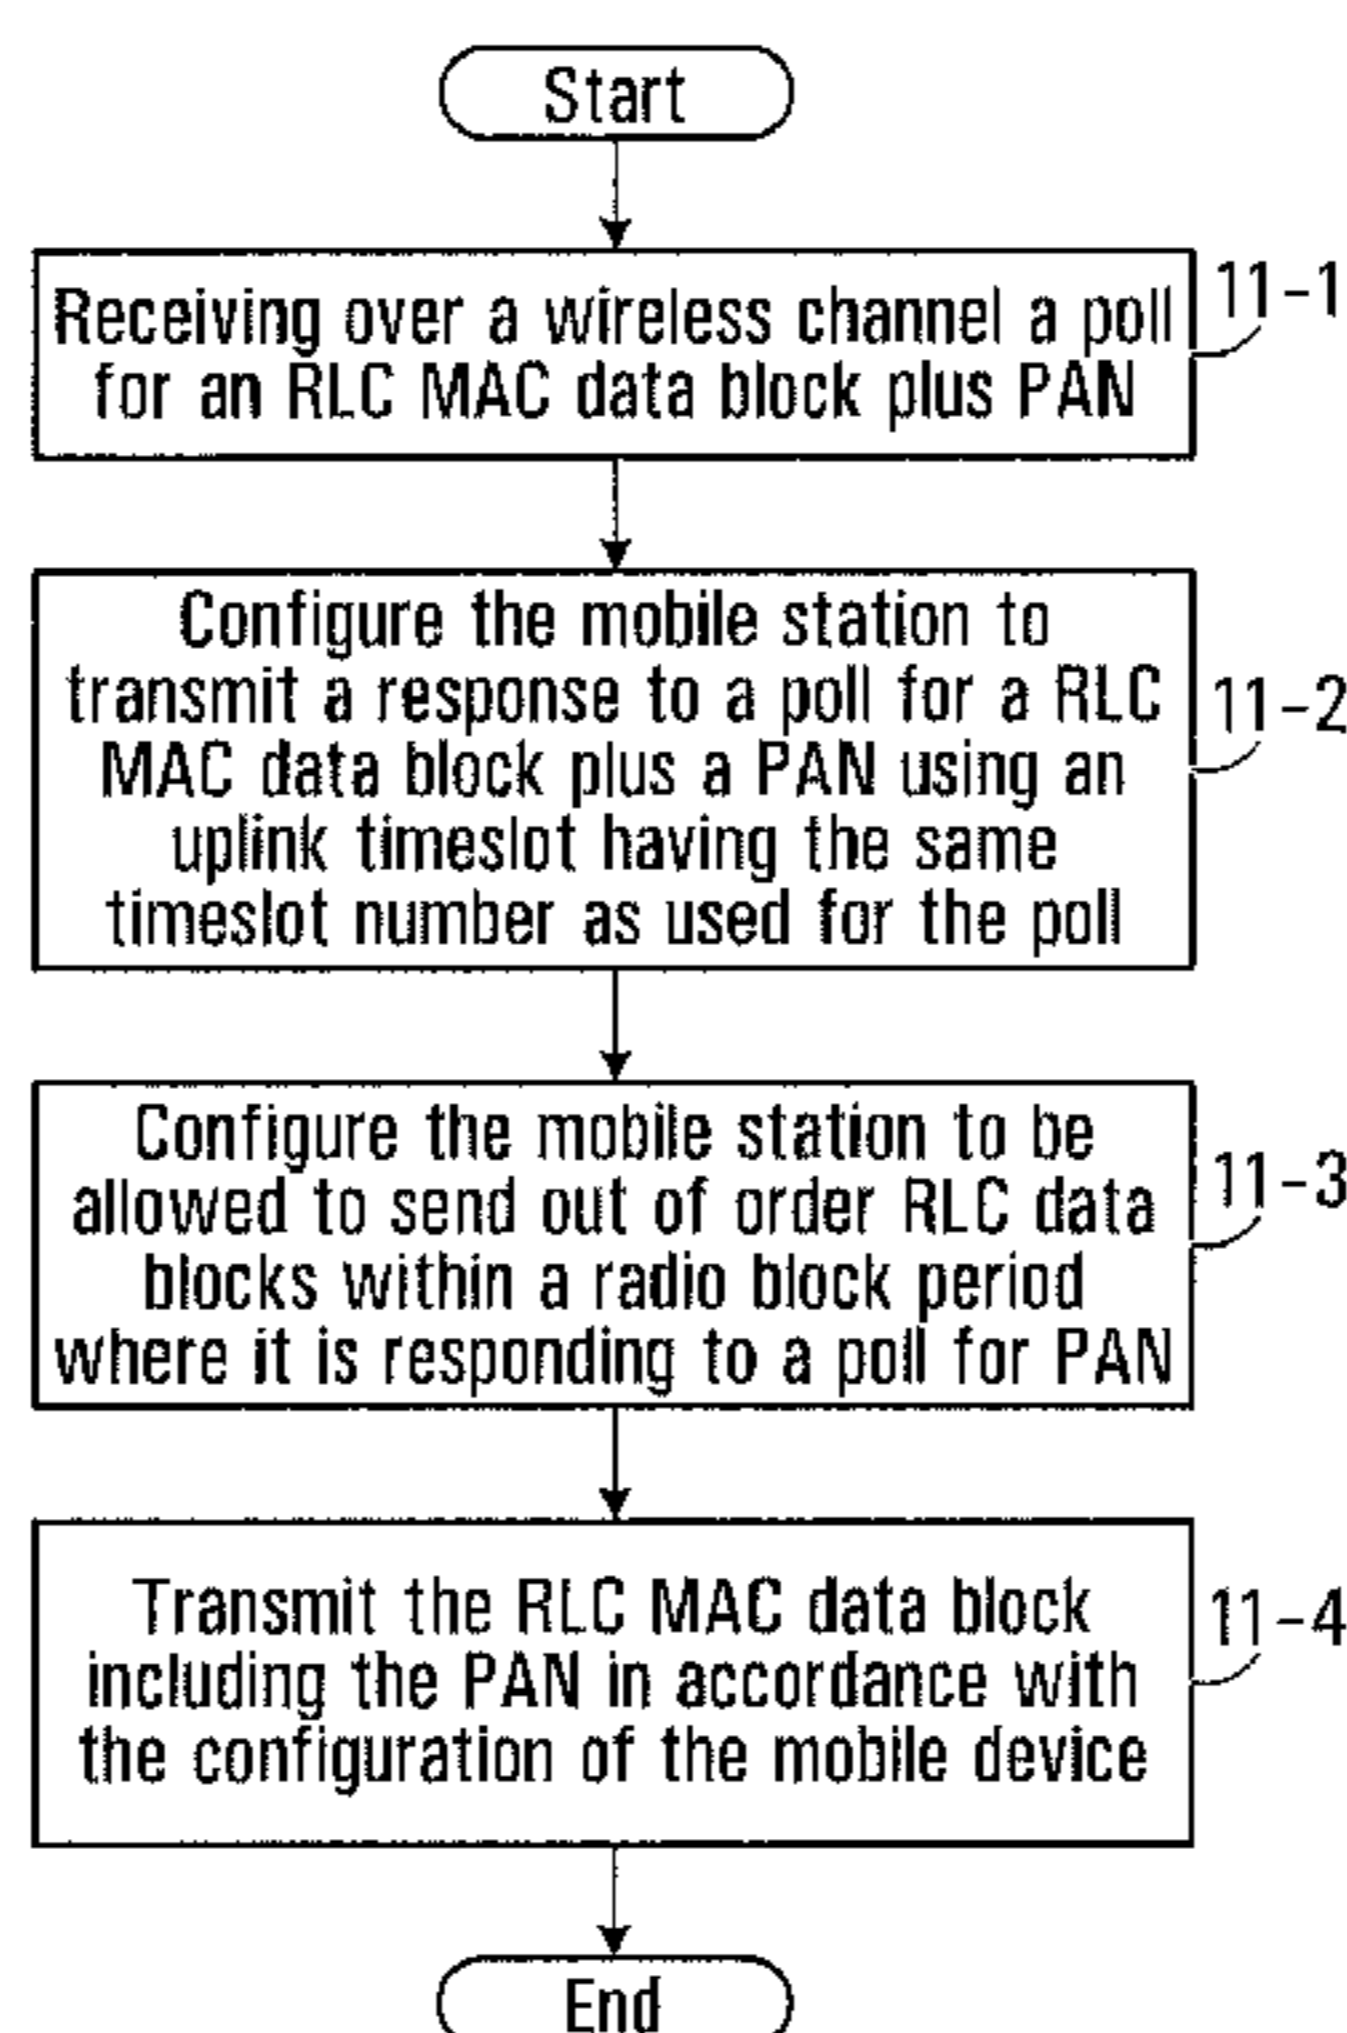 Start
Receiving over a wireless channel a poll
for an RLC MAC data block plus PAN
11-1
Configure the mobile station to
transmit a response to a poll for a RLC
MAC data block plus a PAN using an
uplink timeslot having the same
timeslot number as used for the poll
11-2
Configure the mobile station to be
allowed to send out of order RLC data
blocks within a radio block period
where it is responding to a poll for PAN
11-3
Transmit the RLC MAC data block
including the PAN in accordance with
the configuration of the mobile device
11-4
End